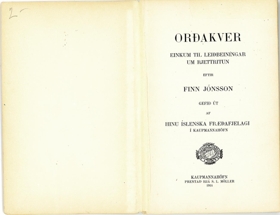 2-
ORÐAKVER
EINKUM TIL LEIÐBEININGAR
UM RJETTRITUN
EFTIR
FINN JÓNSSON
GEFIÐ ÚT
AF
HINU ÍSLENSKA FRÆÐAFJELAGI
Í KAUPMANNAHÖFN
KAUPMANNAHÖFN
PRENTAÐ HJÁ S. L. MÖLLER